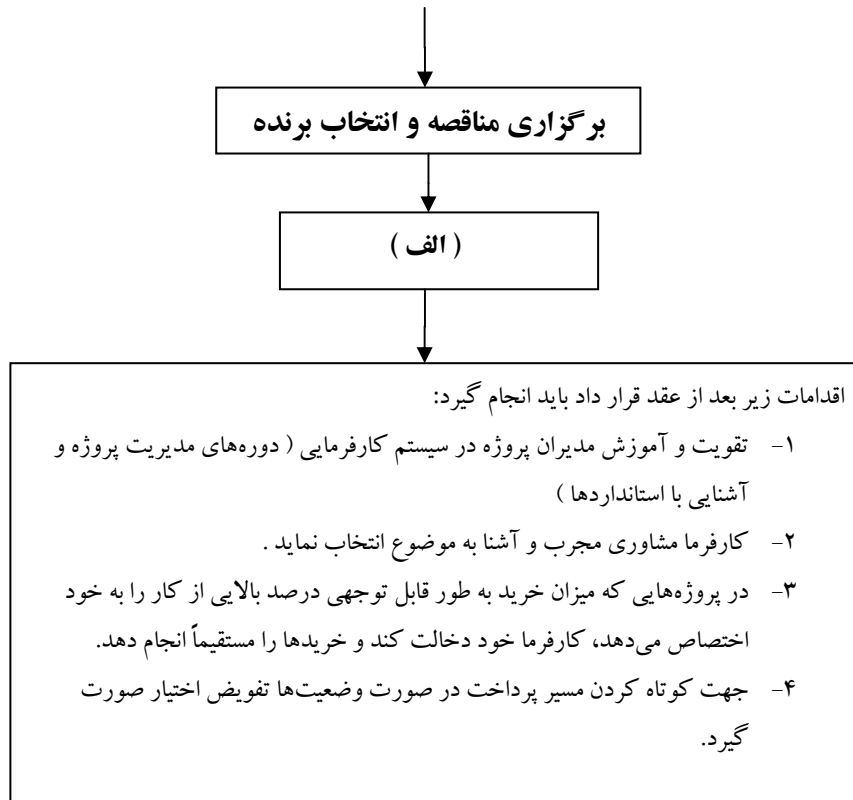 برگزاری مناقصه و انتخاب برنده
( الف )
اقدامات زیر بعد از عقد قرار داد باید انجام گیرد:
۱- تقویت و آموزش مدیران پروژه در سیستم کارفرمایی ( دوره‌های مدیریت پروژه و
آشنایی با استانداردها )
۲- کارفرما مشاوری مجرب و آشنا به موضوع انتخاب نماید .
۳- در پروژه‌هایی که میزان خرید به طور قابل توجهی درصد بالایی از کار را به خود
اختصاص می‌دهد، کارفرما خود دخالت کند و خریدها را مستقیماً انجام دهد.
۴- جهت کوتاه کردن مسیر پرداخت در صورت وضعیت‌ها تفویض اختیار صورت
گیرد.